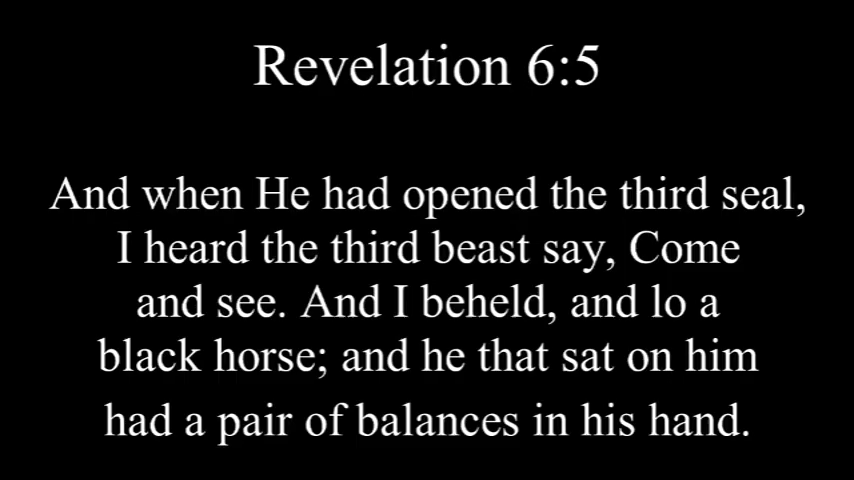 Revelation 6:5
And when He had opened the third seal,
I heard the third beast say, Come
and see. And I beheld, and lo a
black horse; and he that sat on him
had a pair of balances in his hand.